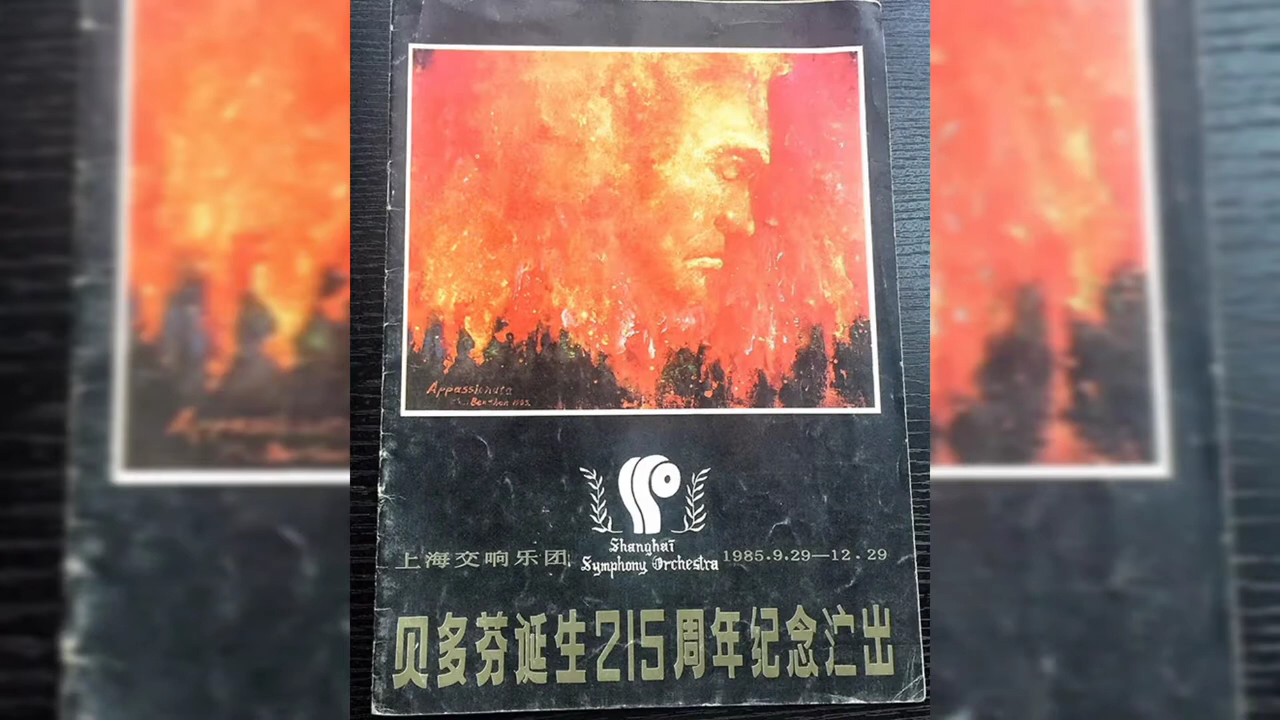 Appassionata
上海交响乐团
Shanghai
Symphony Orchestra
1985.9.29—12.29
贝多芬诞生215周年纪念演出